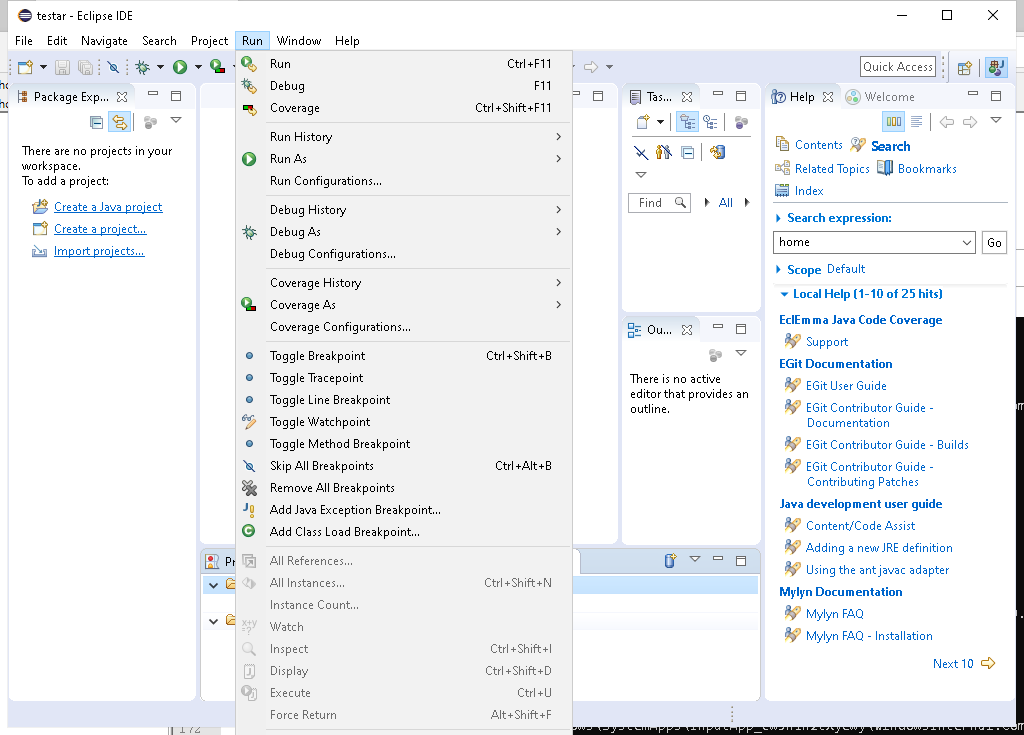 testar - Eclipse IDE
File Edit Navigate Search Project Run Window Help
Quick Access
Package Exp...
There are no projects in your
workspace.
To add a project:
Create a Java project
Create a project...
Import projects...
Run Ctrl+F11
Debug F11
Coverage Ctrl+Shift+F11
Run History
Run As
Run Configurations...
Debug History
Debug As
Debug Configurations...
Coverage History
Coverage As
Coverage Configurations...
Toggle Breakpoint Ctrl+Shift+B
Toggle Tracepoint
Toggle Line Breakpoint
Toggle Watchpoint
Toggle Method Breakpoint
Skip All Breakpoints Ctrl+Alt+B
Remove All Breakpoints
Add Java Exception Breakpoint...
Add Class Load Breakpoint...
All References...
All Instances... Ctrl+Shift+N
Instance Count...
Watch
Inspect Ctrl+Shift+I
Display Ctrl+Shift+D
Execute Ctrl+U
Force Return Alt+Shift+F
Pr
172
Tas...
Find All
Ou...
There is no active
editor that provides an
outline.
Help Welcome
Contents Search
Related Topics Bookmarks
Index
Search expression:
home Go
Scope Default
Local Help (1-10 of 25 hits)
EclEmma Java Code Coverage
Support
EGit Documentation
EGit User Guide
EGit Contributor Guide -
Documentation
EGit Contributor Guide - Builds
EGit Contributor Guide -
Contributing Patches
Java development user guide
Content/Code Assist
Adding a new JRE definition
Using the ant javac adapter
Mylyn Documentation
Mylyn FAQ
Mylyn FAQ - Installation
Next 10